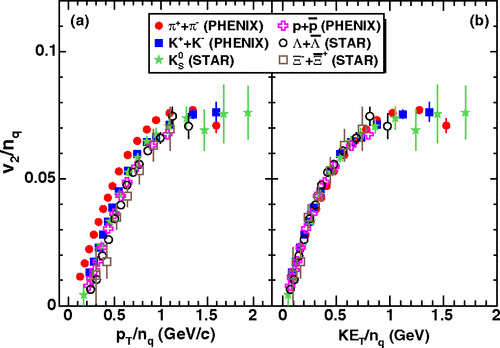 (a)
(b)
π⁺+π⁻ (PHENIX)
K⁺+K⁻ (PHENIX)
K⁰_S (STAR)
p+p̅ (PHENIX)
Λ+Λ̅ (STAR)
Ξ⁻+Ξ̅⁺ (STAR)
v₂/n_q
0.1
0.05
0
0 0.5 1 1.5 2
0 0.5 1 1.5 2
p_T/n_q (GeV/c)
KE_T/n_q (GeV)